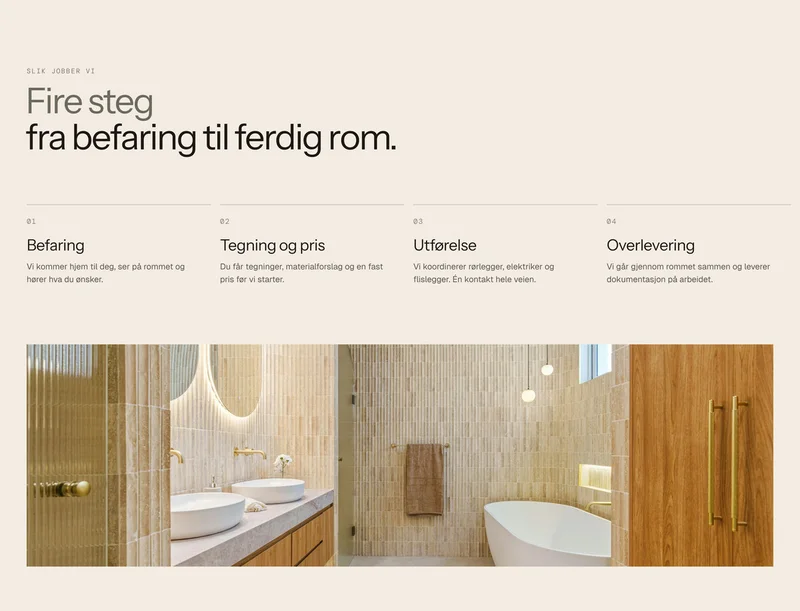 SLIK JOBBER VI
Fire steg
fra befaring til ferdig rom.
01
Befaring
Vi kommer hjem til deg, ser på rommet og
hører hva du ønsker.
02
Tegning og pris
Du får tegninger, materialforslag og en fast
pris før vi starter.
03
Utførelse
Vi koordinerer rørlegger, elektriker og
flislegger. Én kontakt hele veien.
04
Overlevering
Vi går gjennom rommet sammen og leverer
dokumentasjon på arbeidet.